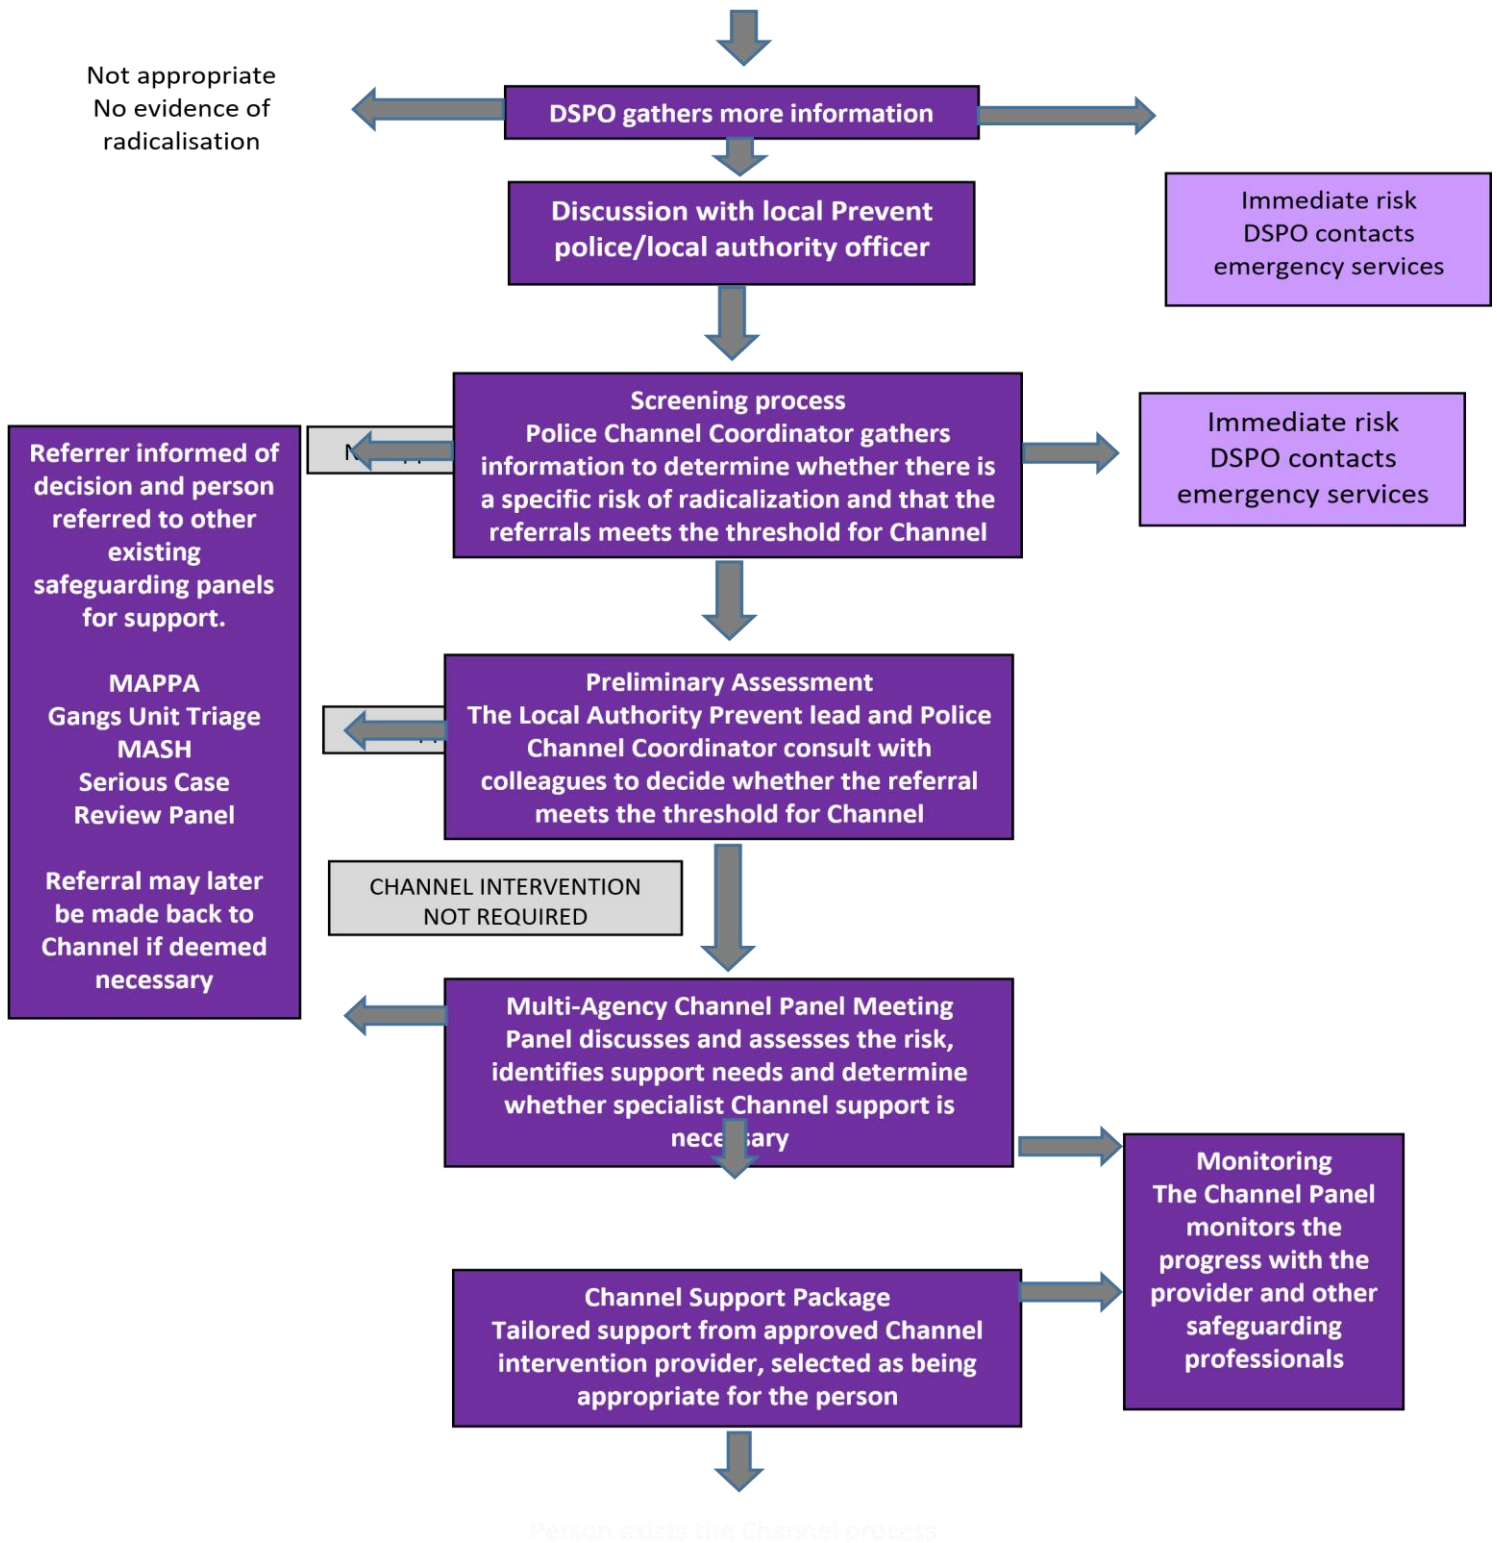 Not appropriate
No evidence of
radicalisation
DSPO gathers more information
Discussion with local Prevent
police/local authority officer
Immediate risk
DSPO contacts
emergency services
Screening process
Police Channel Coordinator gathers
information to determine whether there is
a specific risk of radicalization and that the
referrals meets the threshold for Channel
Immediate risk
DSPO contacts
emergency services
Referrer informed of
decision and person
referred to other
existing
safeguarding panels
for support.
MAPPA
Gangs Unit Triage
MASH
Serious Case
Review Panel
Referral may later
be made back to
Channel if deemed
necessary
Preliminary Assessment
The Local Authority Prevent lead and Police
Channel Coordinator consult with
colleagues to decide whether the referral
meets the threshold for Channel
CHANNEL INTERVENTION
NOT REQUIRED
Multi-Agency Channel Panel Meeting
Panel discusses and assesses the risk,
identifies support needs and determine
whether specialist Channel support is
necessary
Monitoring
The Channel Panel
monitors the
progress with the
provider and other
safeguarding
professionals
Channel Support Package
Tailored support from approved Channel
intervention provider, selected as being
appropriate for the person
Person exists the Channel process